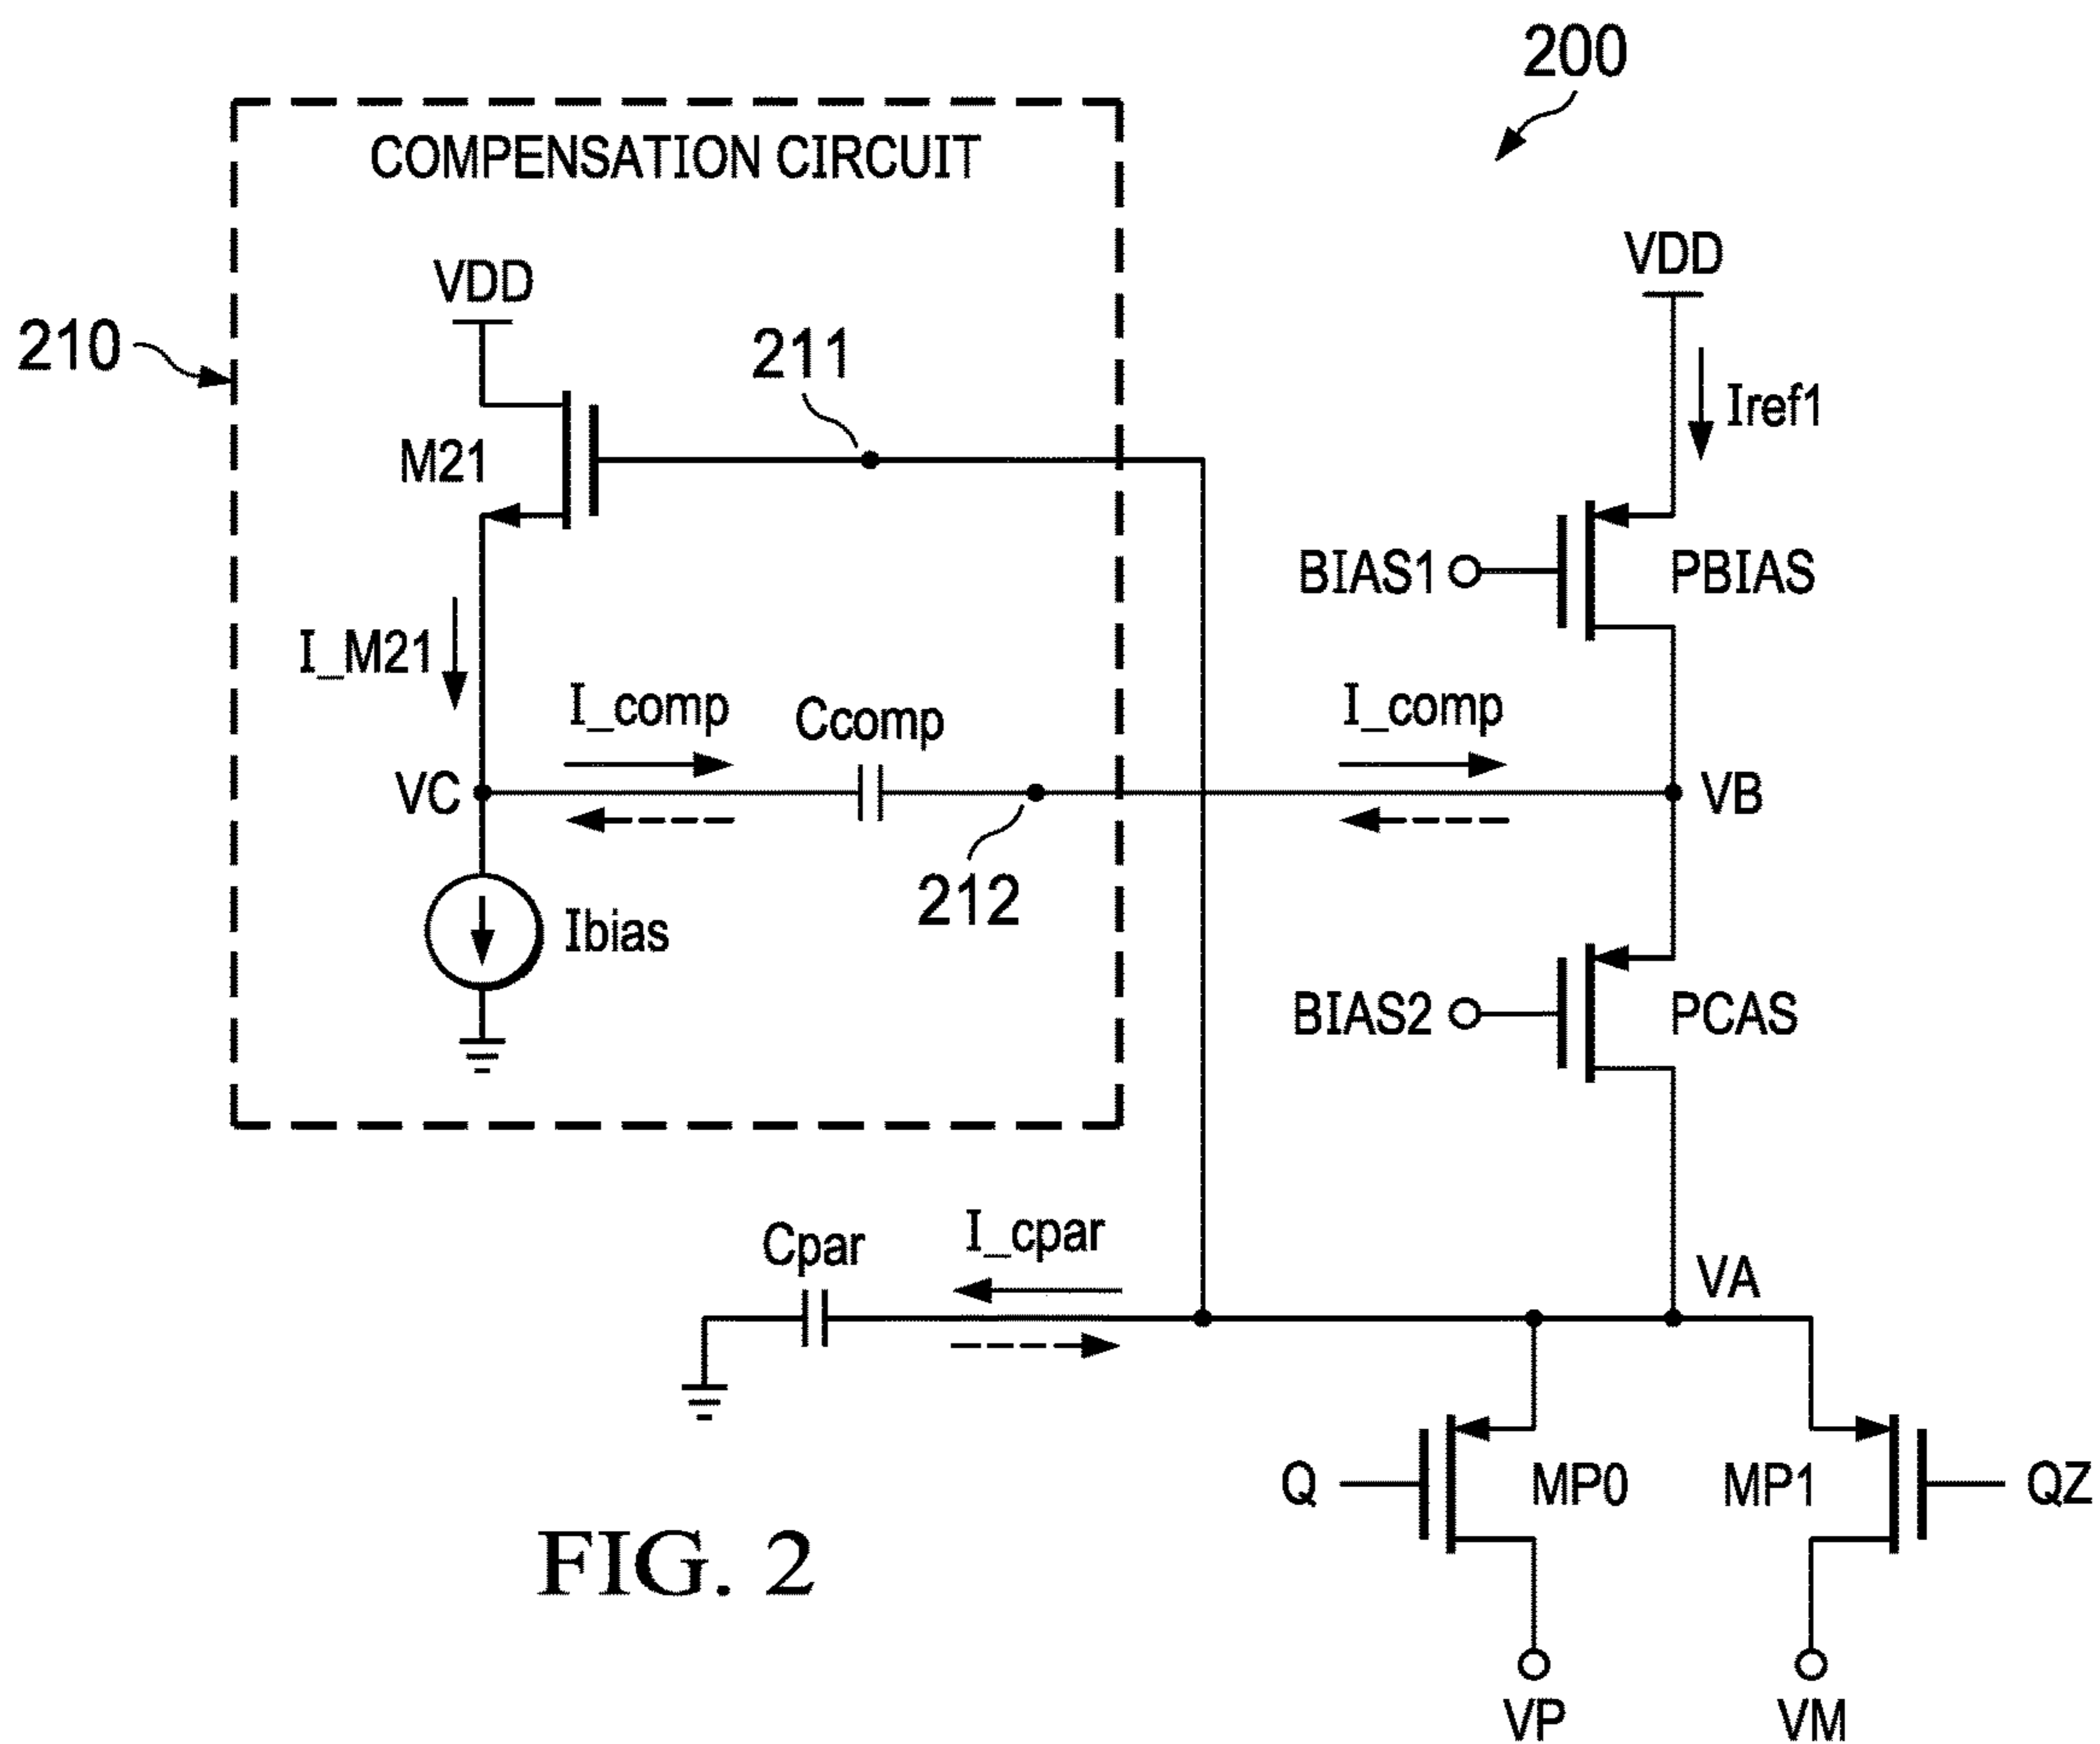 200
COMPENSATION CIRCUIT
VDD
VDD
210
211
Iref1
M21
BIAS1
PBIAS
I_M21
I_comp
Ccomp
I_comp
VC
VB
212
Ibias
BIAS2
PCAS
Cpar
I_cpar
VA
Q
MP0
MP1
QZ
FIG. 2
VP
VM